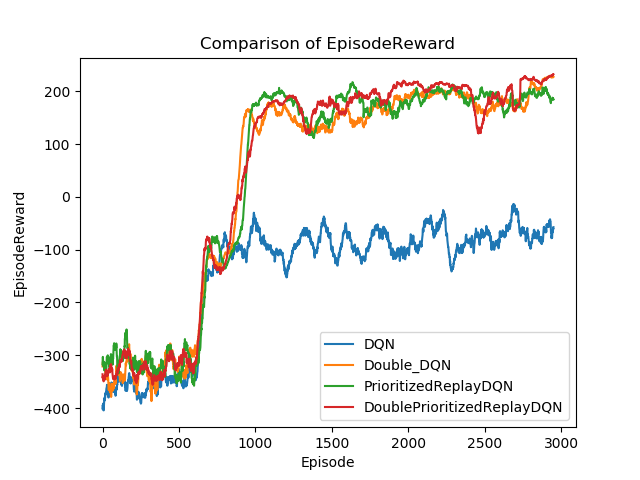 Comparison of EpisodeReward
EpisodeReward
200
100
0
−100
−200
−300
−400
0
500
1000
1500
2000
2500
3000
Episode
DQN
Double_DQN
PrioritizedReplayDQN
DoublePrioritizedReplayDQN